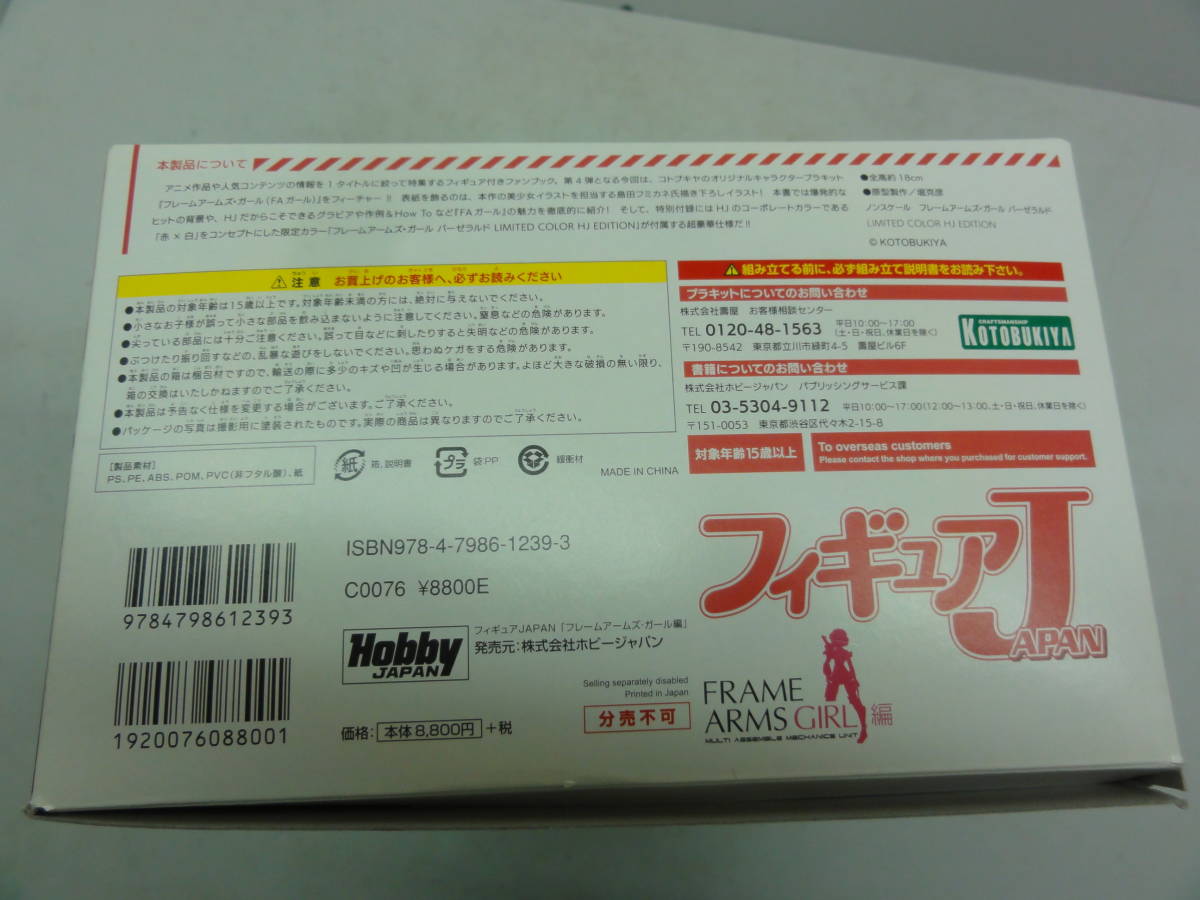 本製品について
アニメ作品や人気コンテンツの情報を1タイトルに絞って特集するフィギュア付きファンブック。第4弾となる今回は、コトブキヤのオリジナルキャラクタープラキット
『フレームアームズ・ガール(FAガール)』をフィーチャー!! 表紙を飾るのは、本作の美少女イラストを担当する島田フミカネ氏描き下ろしイラスト! 本書では爆発的な
ヒットの背景や、HJだからこそできるグラビアや作例&How Toなど『FAガール』の魅力を徹底的に紹介! そして、特別付録にはHJのコーポレートカラーである
「赤×白」をコンセプトにした限定カラー『フレームアームズ・ガール バーゼラルド LIMITED COLOR HJ EDITION』が付属する超豪華仕様だ!!
●全高約18cm
●原型製作/堀克彦
ノンスケール フレームアームズ・ガール バーゼラルド
LIMITED COLOR HJ EDITION
© KOTOBUKIYA
注意 お買上げのお客様へ、必ずお読みください
●本製品の対象年齢は15歳以上です。対象年齢未満の方には、絶対に与えないでください。
●小さなお子様が誤って小さな部品を飲み込まないように注意してください。窒息などの危険があります。
●尖っている部品には十分ご注意ください。誤って目などに刺したりすると失明などの危険があります。
●ぶつけたり振り回すなどの、乱暴な遊びをしないでください。思わぬケガをする危険があります。
●本製品の箱は梱包材ですので、輸送の際に多少のキズや凹が生じる場合があります。よほど大きな破損の無い限り、
箱の交換はいたしかねますのでご了承ください。
●本製品は予告なく仕様を変更する場合がございます。ご了承ください。
●パッケージの写真は撮影用に塗装されたものです。実際の商品は異なりますのでご了承ください。
組み立てる前に、必ず組み立て説明書をお読み下さい。
プラキットについてのお問い合わせ
株式会社壽屋 お客様相談センター
TEL 0120-48-1563 平日10:00〜17:00
(土・日・祝日、休業日を除く)
〒190-8542 東京都立川市緑町4-5 壽屋ビル6F
CRAFTSMANSHIP
KOTOBUKIYA
書籍についてのお問い合わせ
株式会社ホビージャパン パブリッシングサービス課
TEL 03-5304-9112 平日10:00〜17:00(12:00〜13:00、土・日・祝日、休業日を除く)
〒151-0053 東京都渋谷区代々木2-15-8
対象年齢15歳以上
To overseas customers
Please contact the shop where you purchased for customer support.
[製品素材]
PS、PE、ABS、POM、PVC(非フタル酸)、紙
紙 箱、説明書
プラ 袋PP
緩衝材
MADE IN CHINA
ISBN978-4-7986-1239-3
C0076 ¥8800E
9784798612393
1920076088001
Hobby
JAPAN
フィギュアJAPAN「フレームアームズ・ガール編」
発売元:株式会社ホビージャパン
価格: 本体8,800円 +税
Selling separately disabled
Printed in Japan
分売不可
フィギュアJAPAN
FRAME
ARMS GIRL編
MULTI ASSEMBLE MECHANICS UNIT